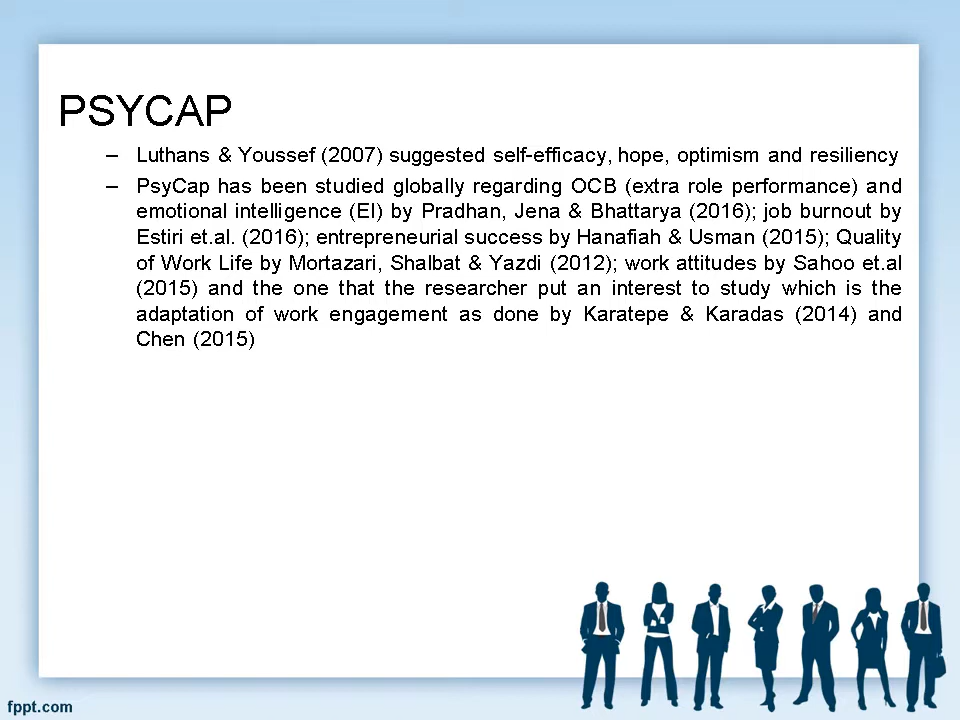 PSYCAP
– Luthans & Youssef (2007) suggested self-efficacy, hope, optimism and resiliency
– PsyCap has been studied globally regarding OCB (extra role performance) and
emotional intelligence (EI) by Pradhan, Jena & Bhattarya (2016); job burnout by
Estiri et.al. (2016); entrepreneurial success by Hanafiah & Usman (2015); Quality
of Work Life by Mortazari, Shalbat & Yazdi (2012); work attitudes by Sahoo et.al
(2015) and the one that the researcher put an interest to study which is the
adaptation of work engagement as done by Karatepe & Karadas (2014) and
Chen (2015)
fppt.com